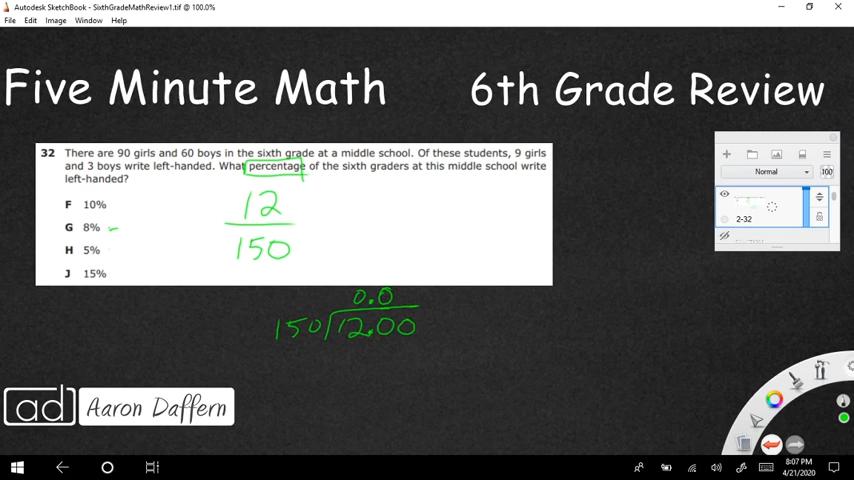 Autodesk SketchBook - SixthGradeMathReview1.tif @ 100.0%
File Edit Image Window Help
Five Minute Math
6th Grade Review
32 There are 90 girls and 60 boys in the sixth grade at a middle school. Of these students, 9 girls
and 3 boys write left-handed. What percentage of the sixth graders at this middle school write
left-handed?
F 10%
G 8%
H 5%
J 15%
12
150
0.0
150 12.00
Normal
100
2-32
ad Aaron Daffern
8:07 PM
4/21/2020